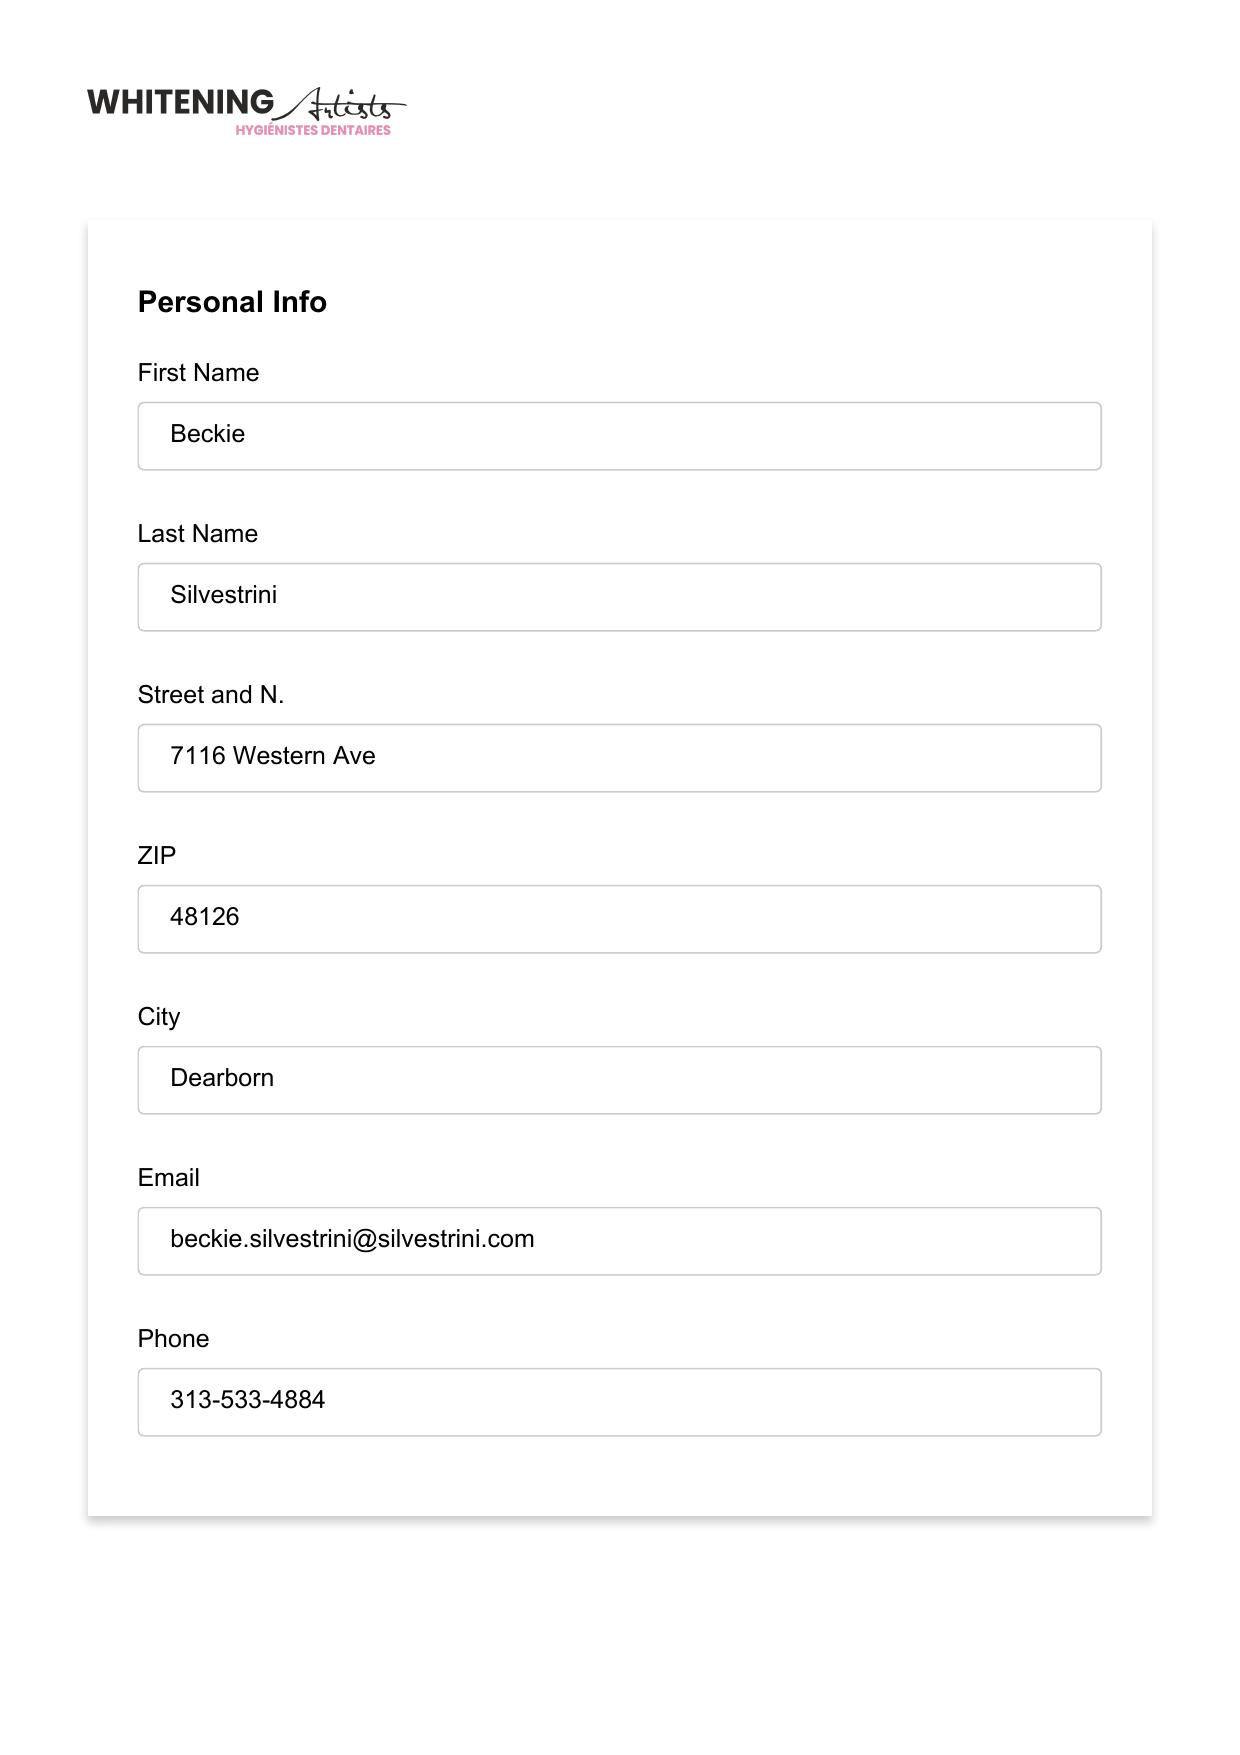 WHITENING Artists
HYGIÉNISTES DENTAIRES
Personal Info
First Name
Beckie
Last Name
Silvestrini
Street and N.
7116 Western Ave
ZIP
48126
City
Dearborn
Email
beckie.silvestrini@silvestrini.com
Phone
313-533-4884